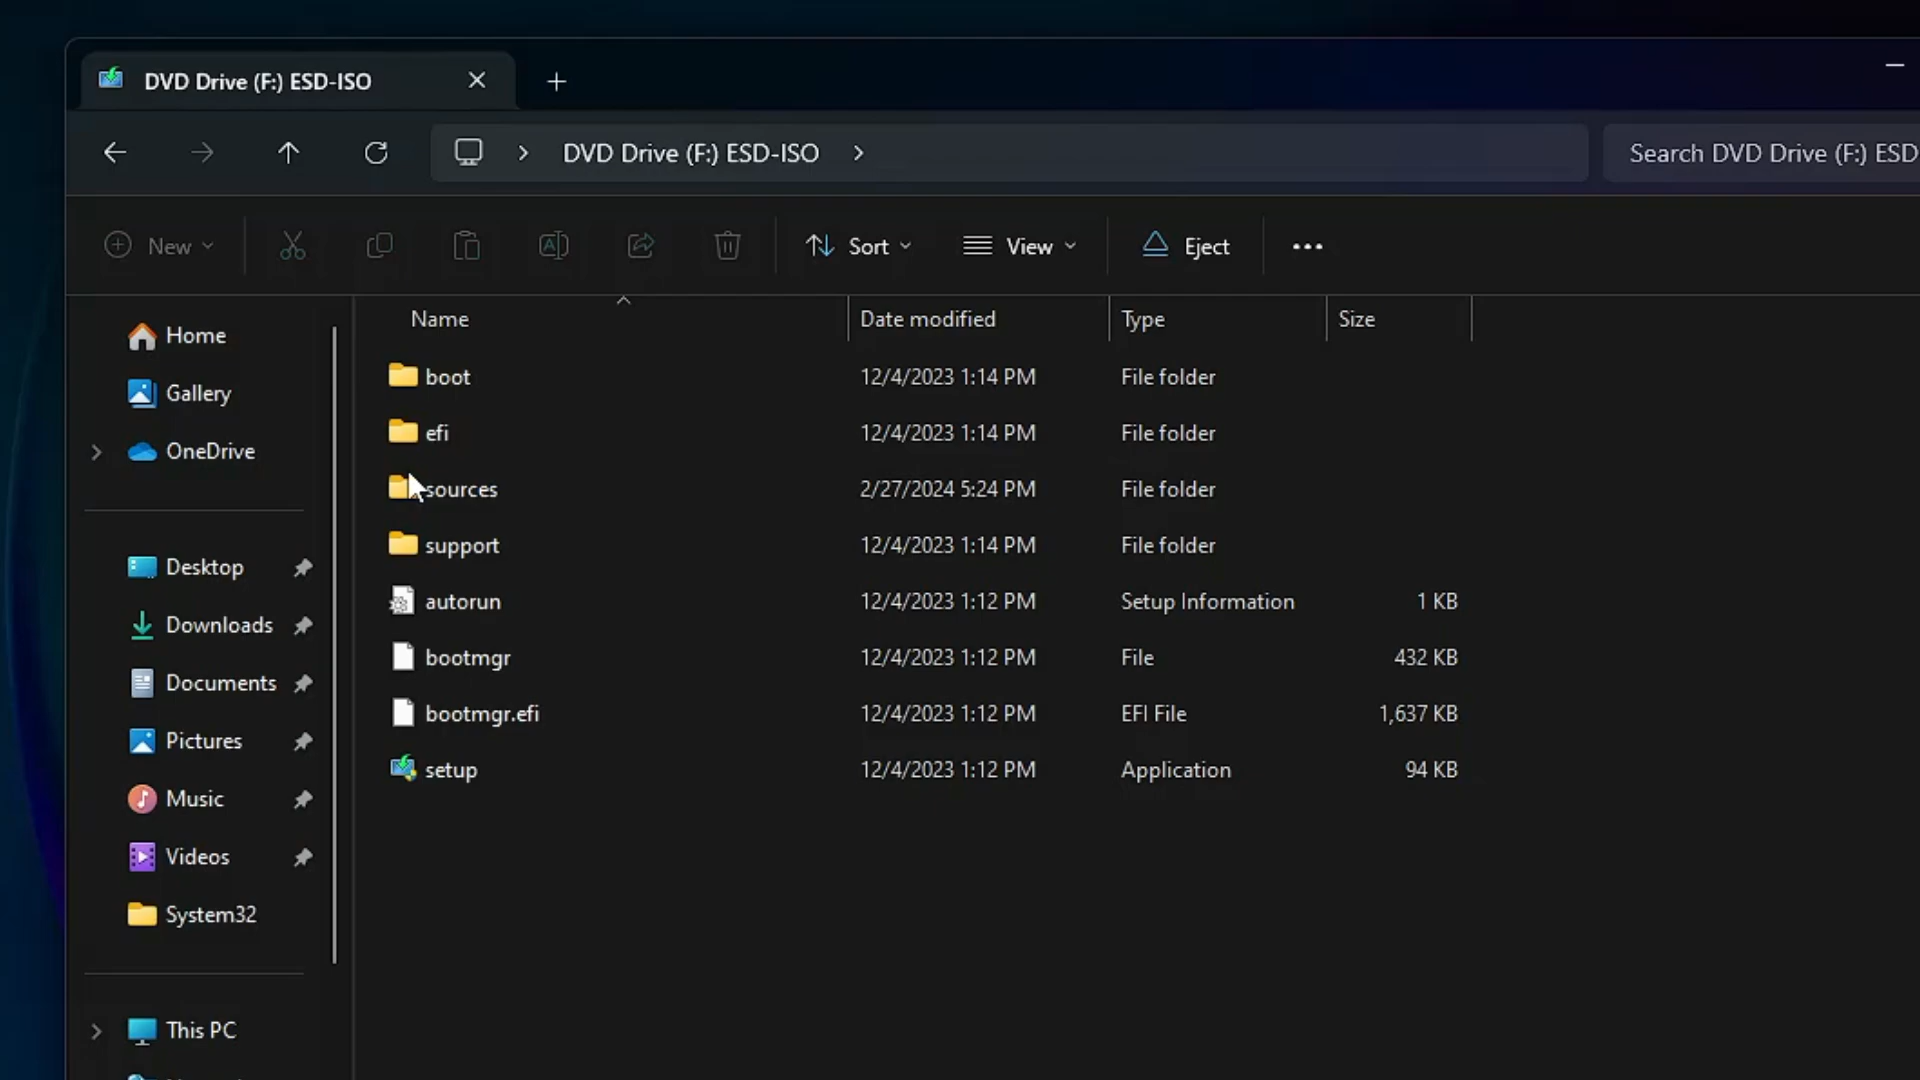 DVD Drive (F:) ESD-ISO
DVD Drive (F:) ESD-ISO
Search DVD Drive (F:) ESD
New
Sort
View
Eject
Name Date modified Type Size
Home
Gallery
OneDrive
Desktop
Downloads
Documents
Pictures
Music
Videos
System32
This PC
boot 12/4/2023 1:14 PM File folder
efi 12/4/2023 1:14 PM File folder
sources 2/27/2024 5:24 PM File folder
support 12/4/2023 1:14 PM File folder
autorun 12/4/2023 1:12 PM Setup Information 1 KB
bootmgr 12/4/2023 1:12 PM File 432 KB
bootmgr.efi 12/4/2023 1:12 PM EFI File 1,637 KB
setup 12/4/2023 1:12 PM Application 94 KB